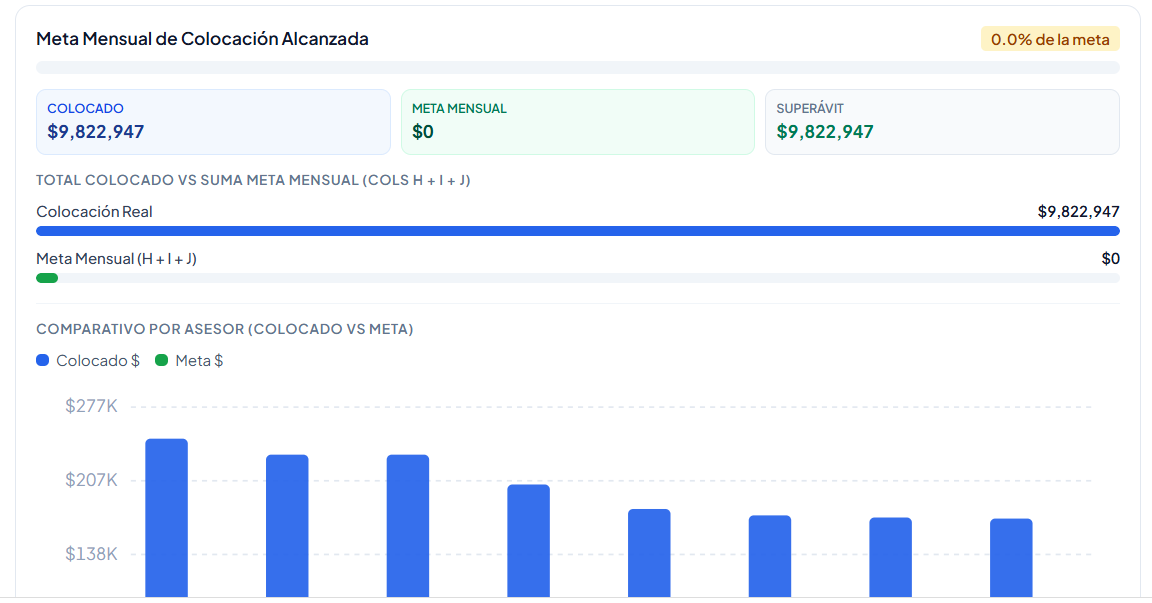 Meta Mensual de Colocación Alcanzada
0.0% de la meta
COLOCADO
$9,822,947
META MENSUAL
$0
SUPERÁVIT
$9,822,947
TOTAL COLOCADO VS SUMA META MENSUAL (COLS H + I + J)
Colocación Real $9,822,947
Meta Mensual (H + I + J) $0
COMPARATIVO POR ASESOR (COLOCADO VS META)
Colocado $ Meta $
$277K
$207K
$138K